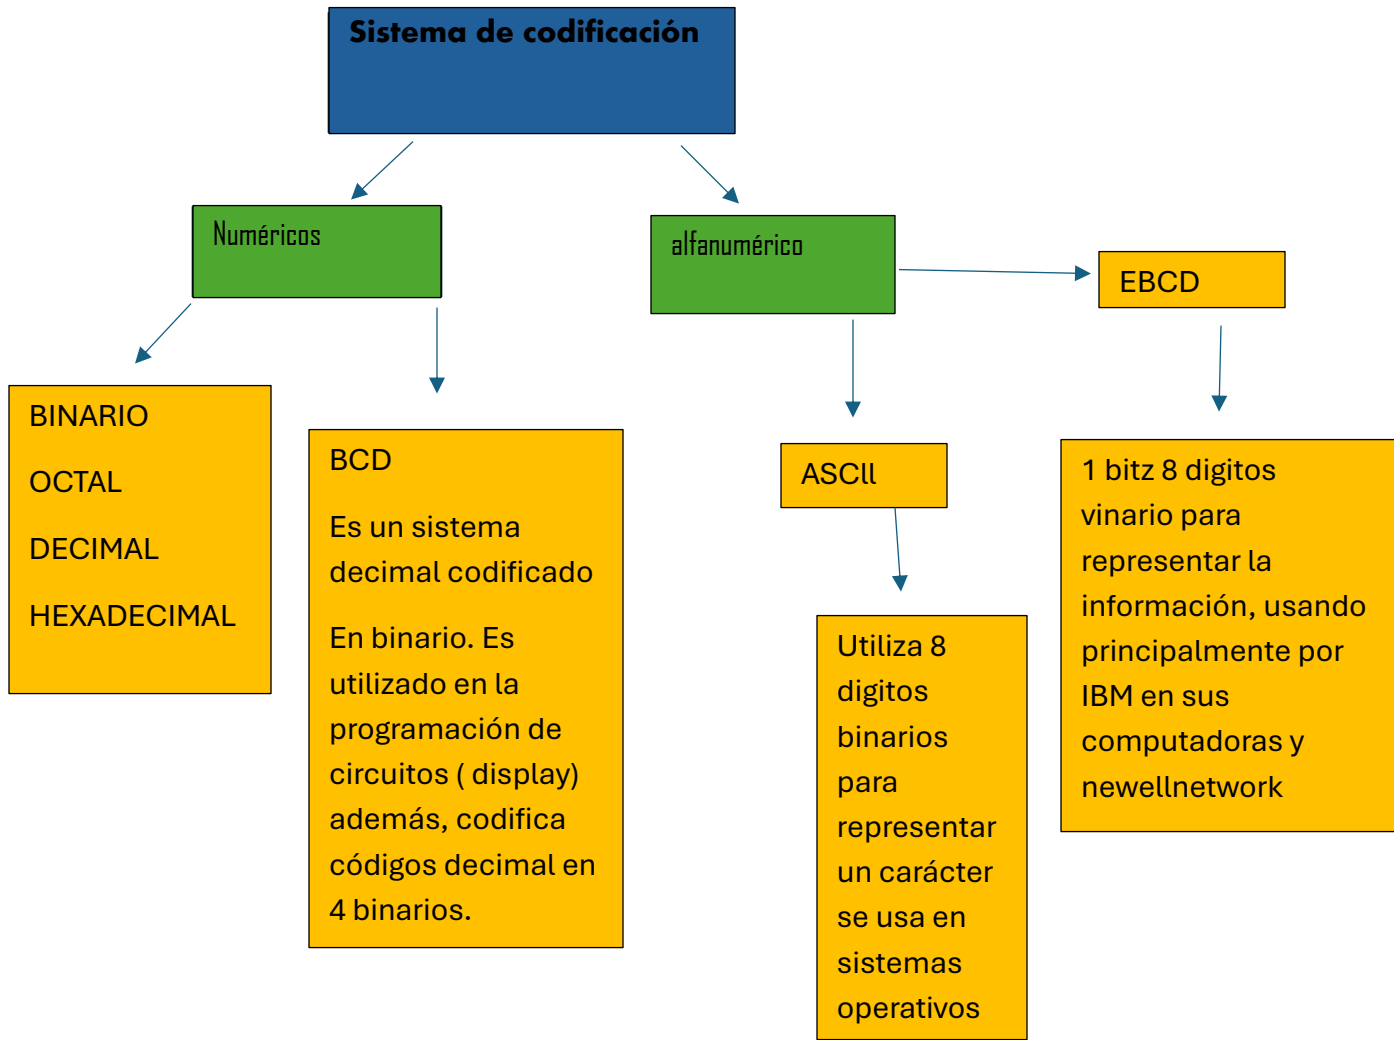 Sistema de codificación
Numéricos
alfanumérico
EBCD
BINARIO
OCTAL
DECIMAL
HEXADECIMAL
BCD
Es un sistema
decimal codificado
En binario. Es
utilizado en la
programación de
circuitos ( display)
además, codifica
códigos decimal en
4 binarios.
ASCll
Utiliza 8
digitos
binarios
para
representar
un carácter
se usa en
sistemas
operativos
1 bitz 8 digitos
vinario para
representar la
información, usando
principalmente por
IBM en sus
computadoras y
newellnetwork